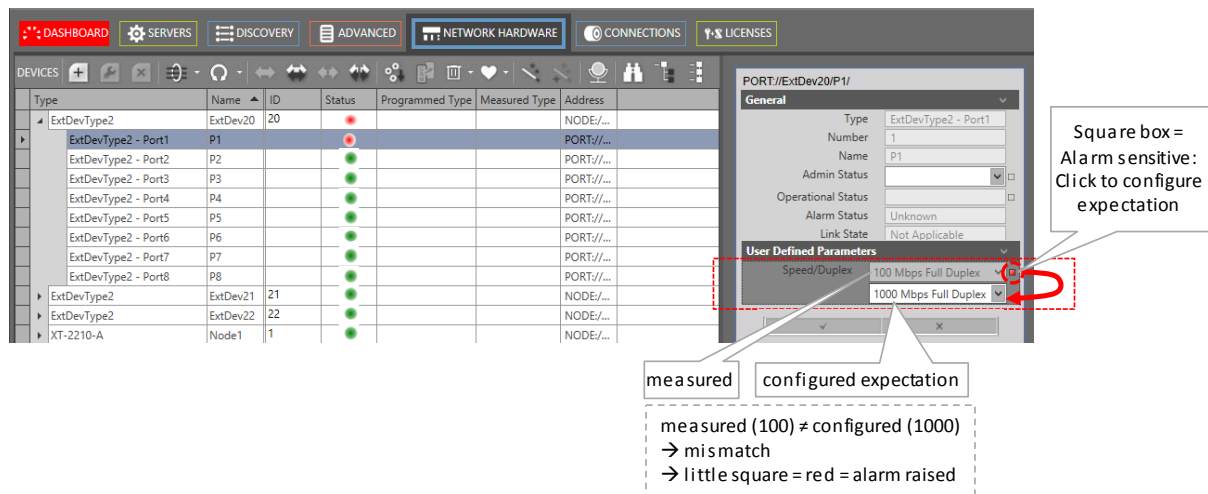 DASHBOARD SERVERS DISCOVERY ADVANCED NETWORK HARDWARE CONNECTIONS LICENSES
DEVICES
Type Name ID Status Programmed Type Measured Type Address
ExtDevType2 ExtDev20 20 NODE:/...
ExtDevType2 - Port1 P1 PORT://...
ExtDevType2 - Port2 P2 PORT://...
ExtDevType2 - Port3 P3 PORT://...
ExtDevType2 - Port4 P4 PORT://...
ExtDevType2 - Port5 P5 PORT://...
ExtDevType2 - Port6 P6 PORT://...
ExtDevType2 - Port7 P7 PORT://...
ExtDevType2 - Port8 P8 PORT://...
ExtDevType2 ExtDev21 21 NODE:/...
ExtDevType2 ExtDev22 22 NODE:/...
XT-2210-A Node1 1 NODE:/...
PORT://ExtDev20/P1/
General
Type ExtDevType2 - Port1
Number 1
Name P1
Admin Status
Operational Status
Alarm Status Unknown
Link State Not Applicable
User Defined Parameters
Speed/Duplex 100 Mbps Full Duplex
1000 Mbps Full Duplex
Square box =
Alarm sensitive:
Click to configure
expectation
measured
configured expectation
measured (100) ≠ configured (1000)
→ mismatch
→ little square = red = alarm raised